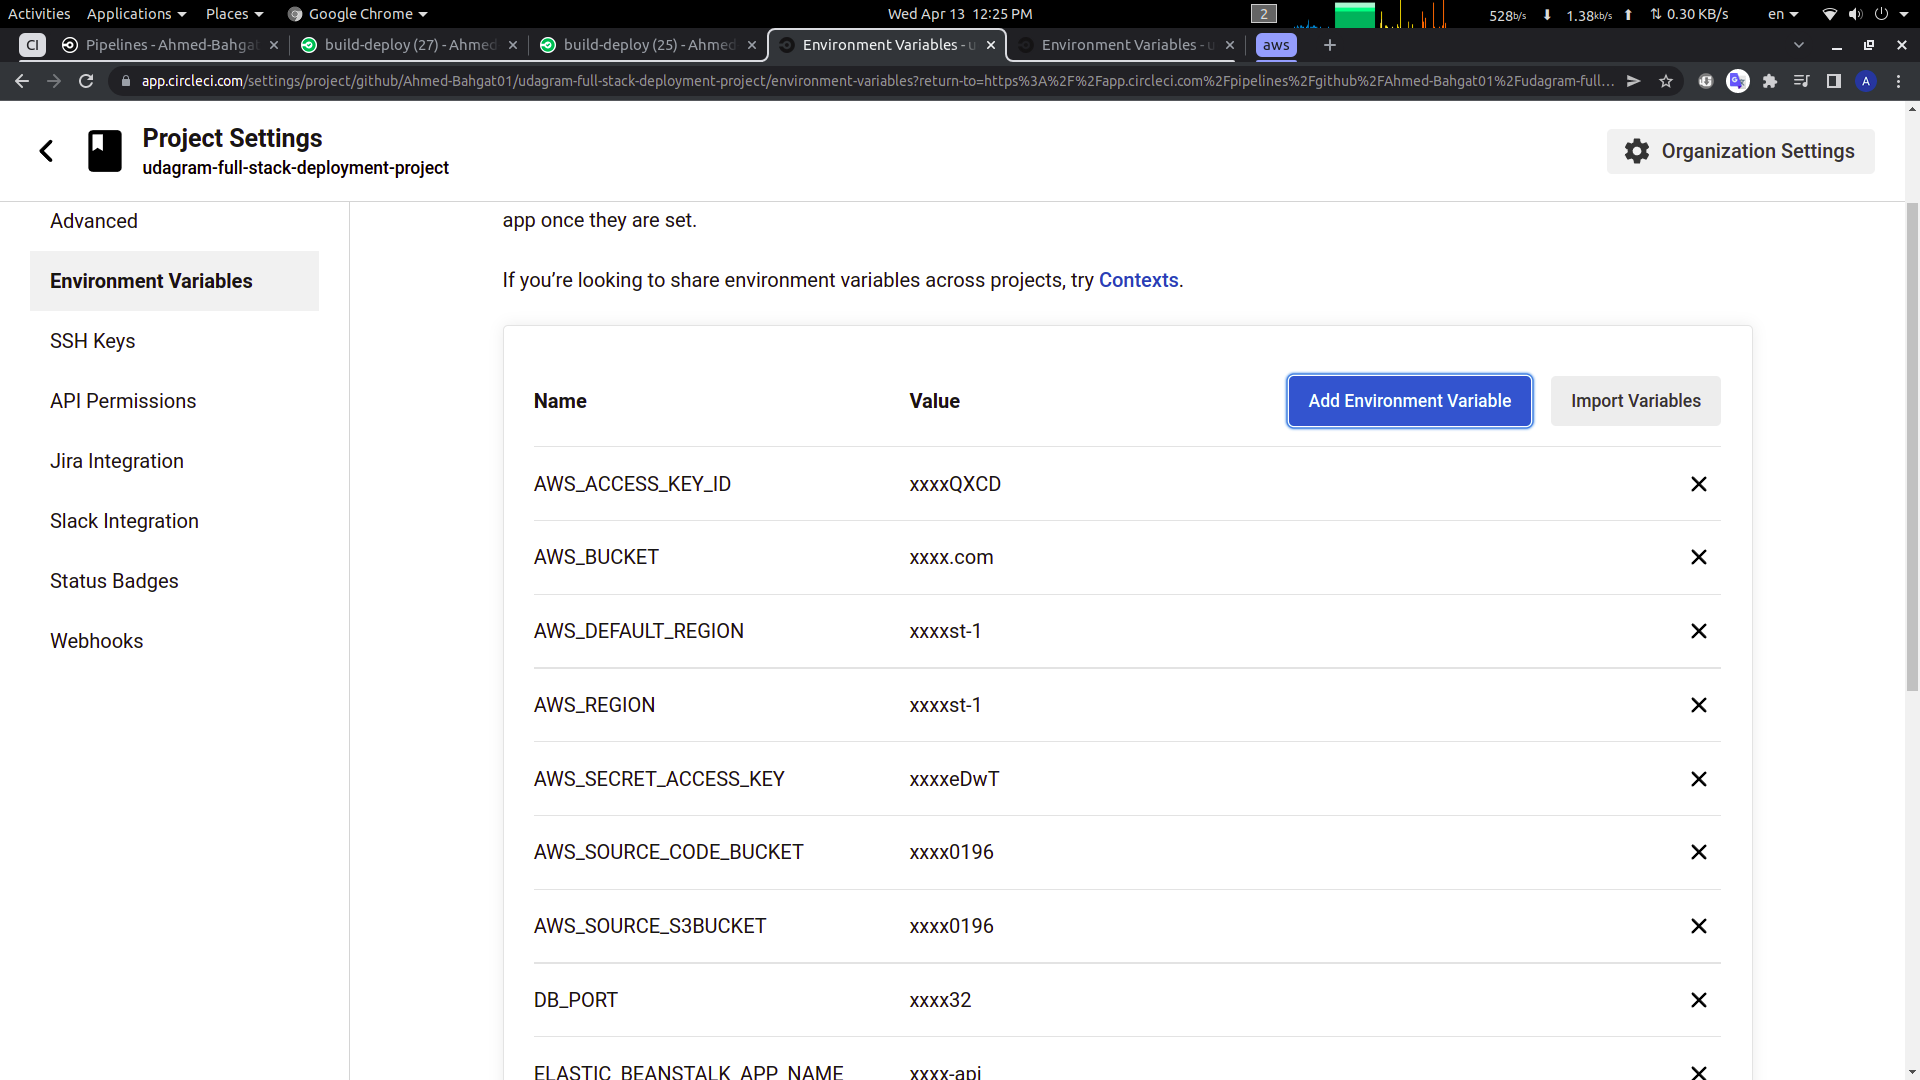 Activities Applications Places Google Chrome Wed Apr 13 12:25 PM 2 528b/s 1.38kb/s 0.30 KB/s en
CI Pipelines - Ahmed-Bahgat build-deploy (27) - Ahmed build-deploy (25) - Ahmed Environment Variables - u Environment Variables - u aws
app.circleci.com/settings/project/github/Ahmed-Bahgat01/udagram-full-stack-deployment-project/environment-variables?return-to=https%3A%2F%2Fapp.circleci.com%2Fpipelines%2Fgithub%2FAhmed-Bahgat01%2Fudagram-full... A
Project Settings
udagram-full-stack-deployment-project
Organization Settings
Advanced
Environment Variables
SSH Keys
API Permissions
Jira Integration
Slack Integration
Status Badges
Webhooks
app once they are set.
If you’re looking to share environment variables across projects, try Contexts.
Name Value Add Environment Variable Import Variables
AWS_ACCESS_KEY_ID xxxxQXCD
AWS_BUCKET xxxx.com
AWS_DEFAULT_REGION xxxxst-1
AWS_REGION xxxxst-1
AWS_SECRET_ACCESS_KEY xxxxeDwT
AWS_SOURCE_CODE_BUCKET xxxx0196
AWS_SOURCE_S3BUCKET xxxx0196
DB_PORT xxxx32
ELASTIC_BEANSTALK_APP_NAME xxxx-api